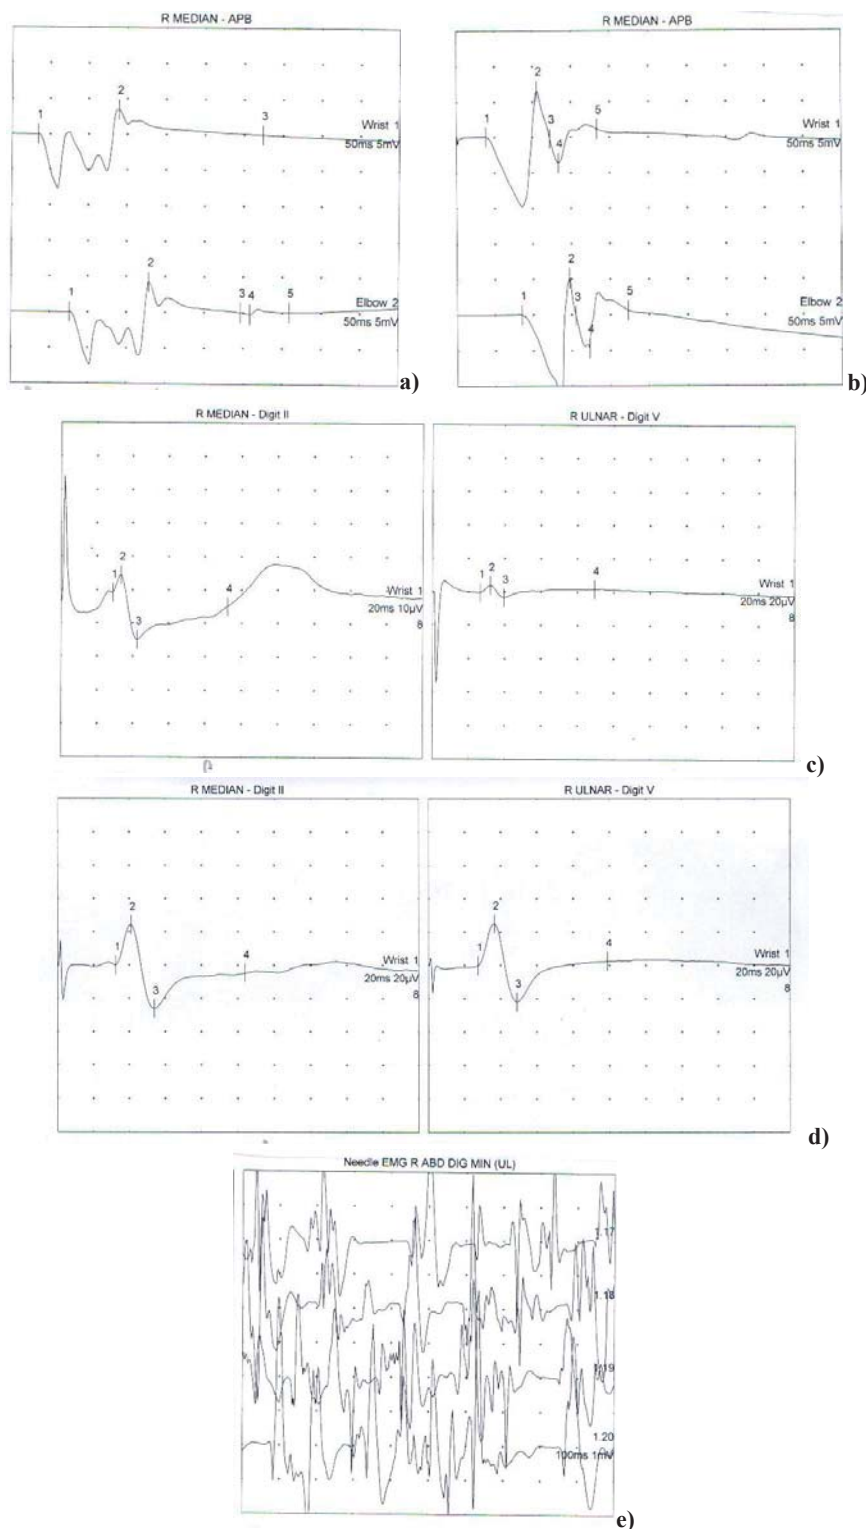 R MEDIAN - APB
1
2
3
Wrist 1
50ms 5mV
1
2
3 4
5
Elbow 2
50ms 5mV
a)
R MEDIAN - APB
1
2
3
4
5
Wrist 1
50ms 5mV
1
2
3
4
5
Elbow 2
50ms 5mV
b)
R MEDIAN - Digit II
1
2
3
4
Wrist 1
20ms 10µV
8
R ULNAR - Digit V
1
2
3
4
Wrist 1
20ms 20µV
8
c)
R MEDIAN - Digit II
1
2
3
4
Wrist 1
20ms 20µV
8
R ULNAR - Digit V
1
2
3
4
Wrist 1
20ms 20µV
8
d)
Needle EMG R ABD DIG MIN (UL)
1.17
1.18
1.19
1.20
100ms 1mV
e)